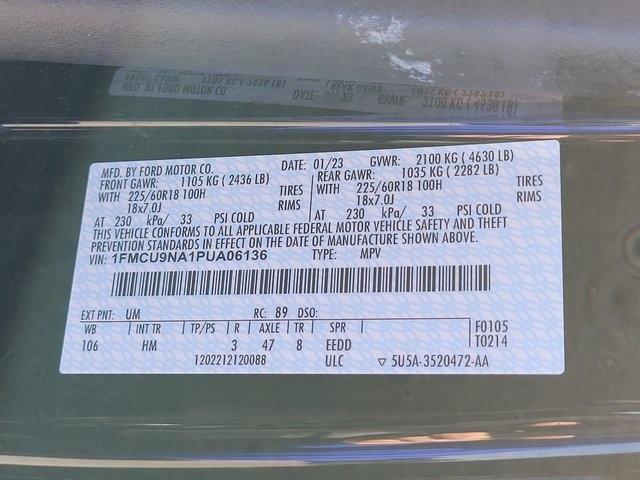 MFD. BY FORD MOTOR CO. DATE: 01/23 GVWR: 2100 KG ( 4630 LB)
FRONT GAWR: 1105 KG ( 2436 LB) REAR GAWR: 1035 KG ( 2282 LB)
WITH 225/60R18 100H TIRES WITH 225/60R18 100H TIRES
18x7.0J RIMS 18x7.0J RIMS
AT 230 kPa/ 33 PSI COLD AT 230 kPa/ 33 PSI COLD
THIS VEHICLE CONFORMS TO ALL APPLICABLE FEDERAL MOTOR VEHICLE SAFETY AND THEFT
PREVENTION STANDARDS IN EFFECT ON THE DATE OF MANUFACTURE SHOWN ABOVE.
VIN: 1FMCU9NA1PUA06136 TYPE: MPV
EXT PNT: UM RC: 89 DSO:
WB INT TR TP/PS R AXLE TR SPR F0105
106 HM 3 47 8 EEDD T0214
1202212120088 ULC ▽ 5U5A-3520472-AA